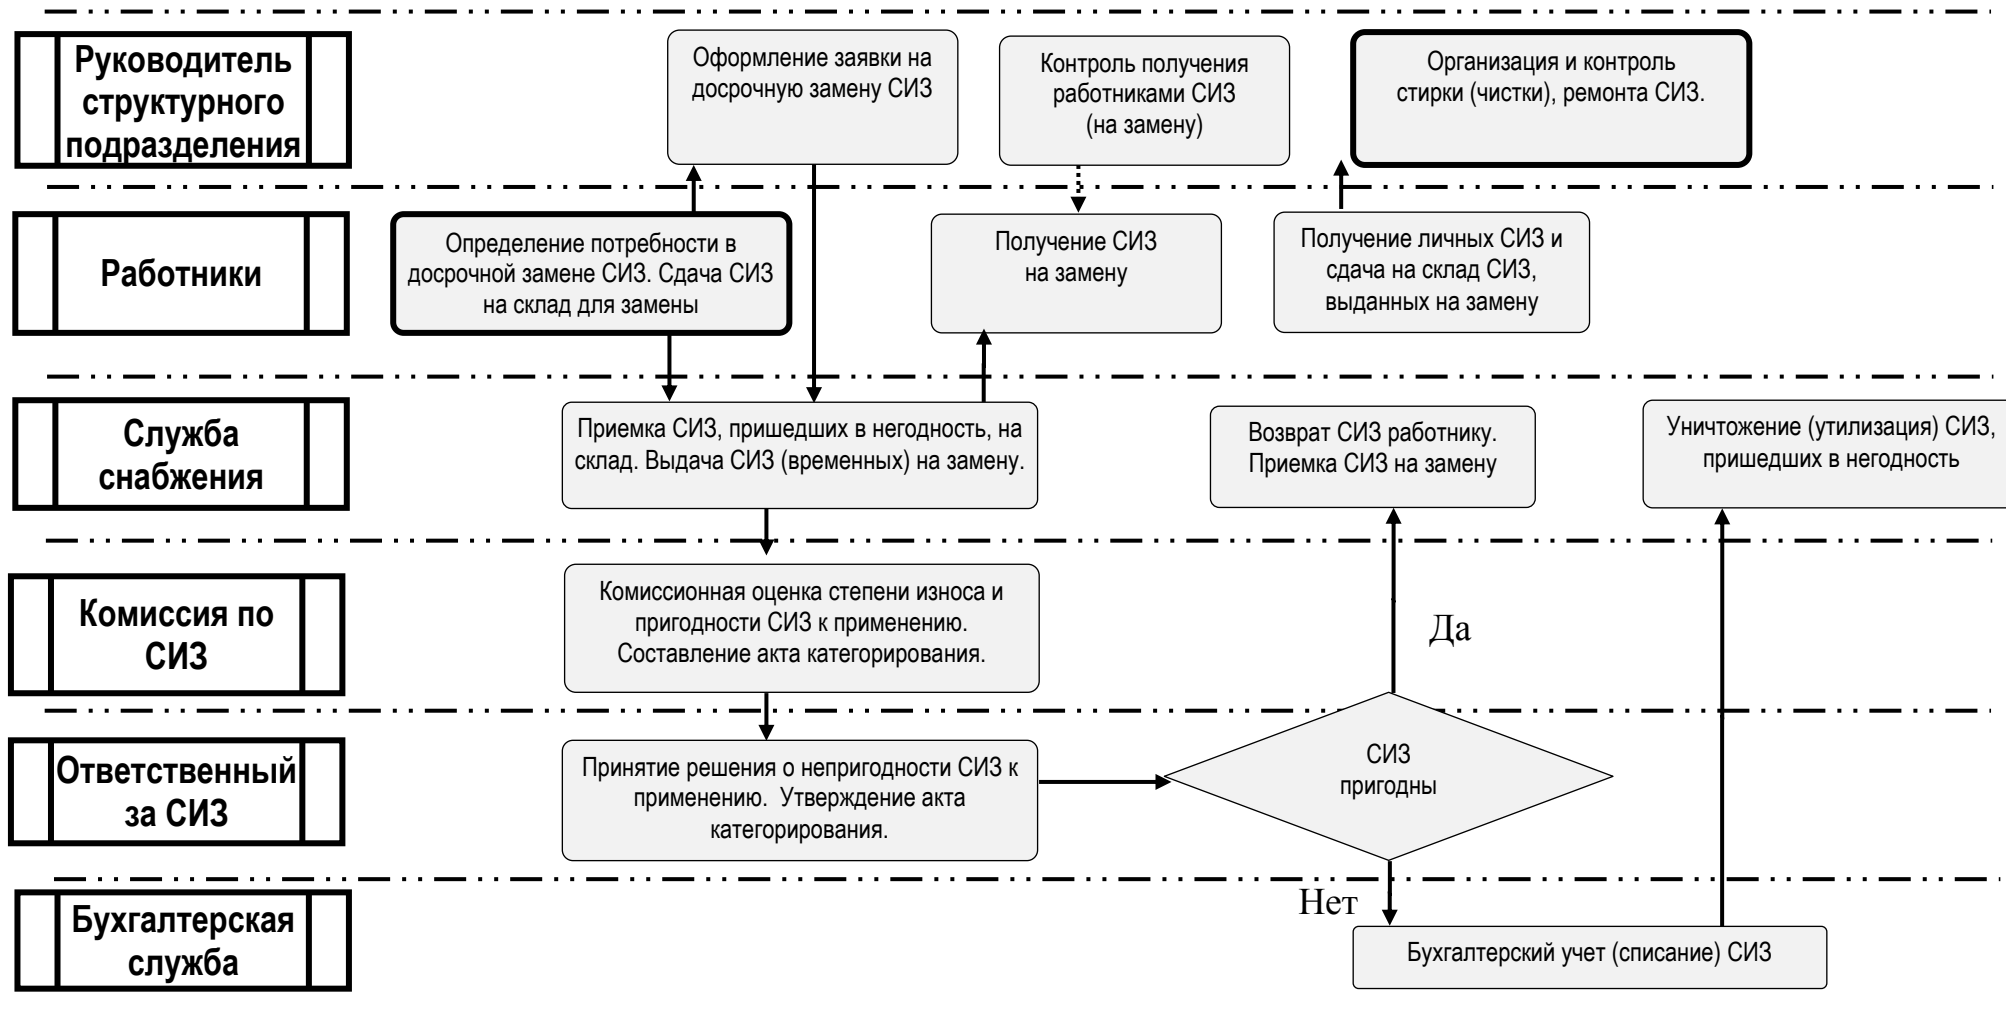 Руководитель
структурного
подразделения
Оформление заявки на
досрочную замену СИЗ
Контроль получения
работниками СИЗ
(на замену)
Организация и контроль
стирки (чистки), ремонта СИЗ.
Работники
Определение потребности в
досрочной замене СИЗ. Сдача СИЗ
на склад для замены
Получение СИЗ
на замену
Получение личных СИЗ и
сдача на склад СИЗ,
выданных на замену
Служба
снабжения
Приемка СИЗ, пришедших в негодность, на
склад. Выдача СИЗ (временных) на замену.
Возврат СИЗ работнику.
Приемка СИЗ на замену
Уничтожение (утилизация) СИЗ,
пришедших в негодность
Комиссия по
СИЗ
Комиссионная оценка степени износа и
пригодности СИЗ к применению.
Составление акта категорирования.
Да
Ответственный
за СИЗ
Принятие решения о непригодности СИЗ к
применению. Утверждение акта
категорирования.
СИЗ
пригодны
Нет
Бухгалтерская
служба
Бухгалтерский учет (списание) СИЗ